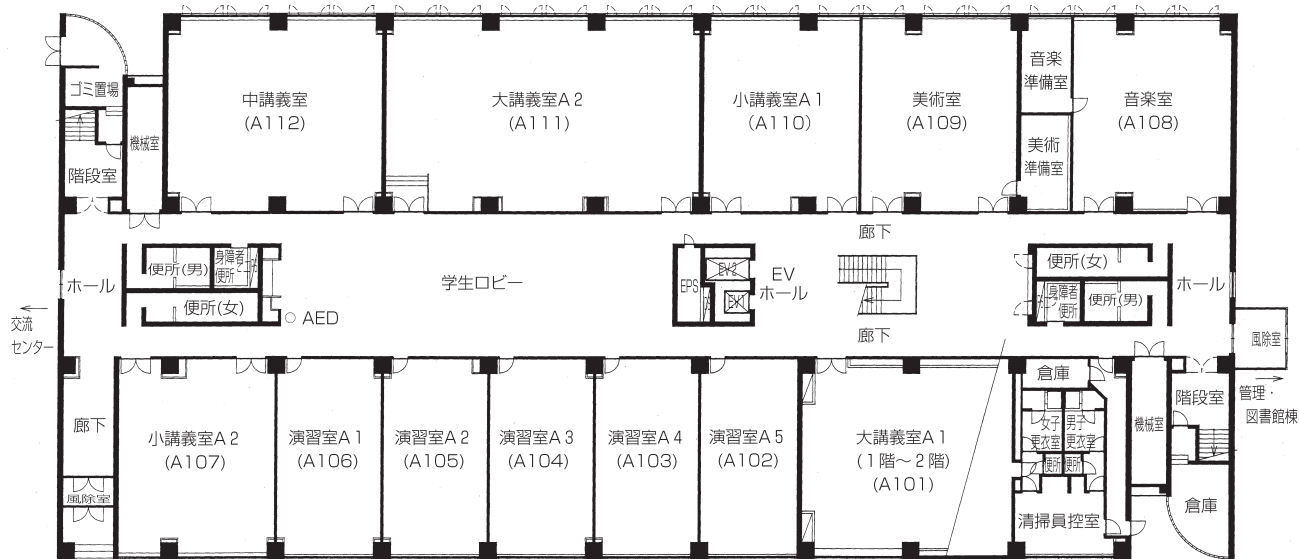 ゴミ置場
機械室
階段室
中講義室
(A112)
大講義室A2
(A111)
小講義室A1
(A110)
美術室
(A109)
音楽
準備室
美術
準備室
音楽室
(A108)
廊下
ホール
便所(男)
身障者
便所
便所(女)
AED
学生ロビー
EPS
EV2
EV1
EV
ホール
廊下
便所(女)
身障者
便所
便所(男)
ホール
風除室
交流
センター
管理・
図書館棟
廊下
風除室
小講義室A2
(A107)
演習室A1
(A106)
演習室A2
(A105)
演習室A3
(A104)
演習室A4
(A103)
演習室A5
(A102)
大講義室A1
(1階～2階)
(A101)
倉庫
女子
更衣室
男子
更衣室
便所
便所
清掃員控室
機械室
階段室
倉庫